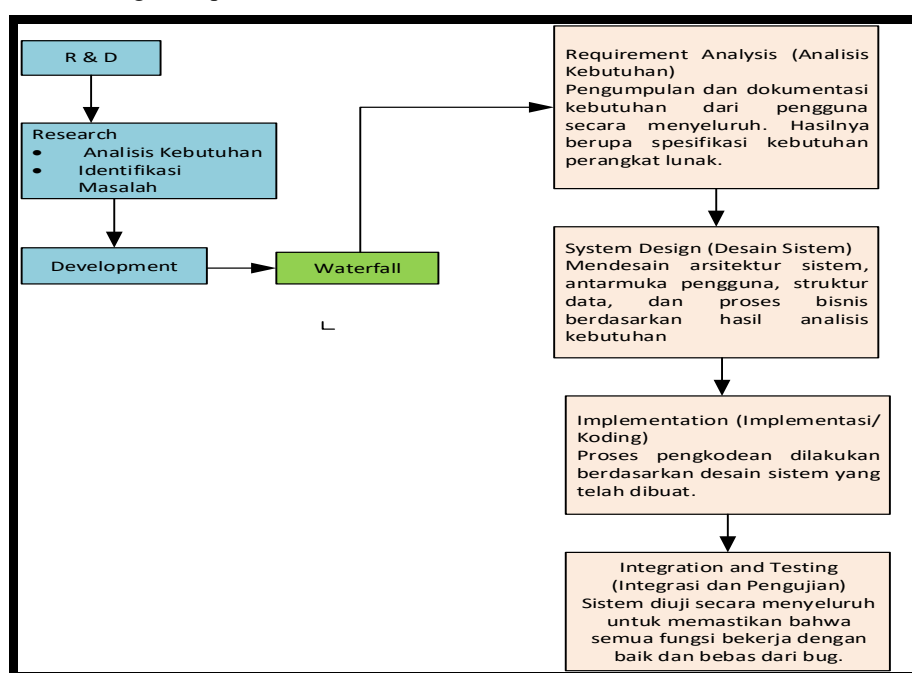 R & D
Research
• Analisis Kebutuhan
• Identifikasi
Masalah
Development
Waterfall
Requirement Analysis (Analisis
Kebutuhan)
Pengumpulan dan dokumentasi
kebutuhan dari pengguna
secara menyeluruh. Hasilnya
berupa spesifikasi kebutuhan
perangkat lunak.
System Design (Desain Sistem)
Mendesain arsitektur sistem,
antarmuka pengguna, struktur
data, dan proses bisnis
berdasarkan hasil analisis
kebutuhan
Implementation (Implementasi/
Koding)
Proses pengkodean dilakukan
berdasarkan desain sistem yang
telah dibuat.
Integration and Testing
(Integrasi dan Pengujian)
Sistem diuji secara menyeluruh
untuk memastikan bahwa
semua fungsi bekerja dengan
baik dan bebas dari bug.